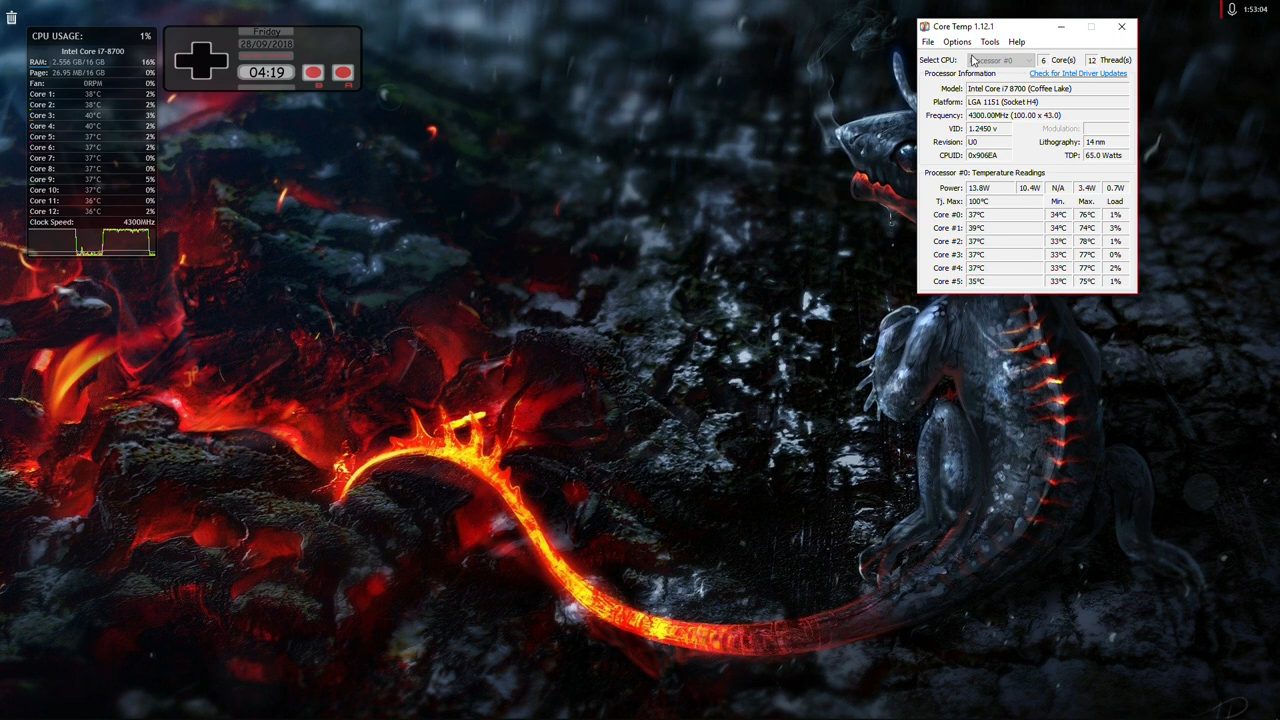 CPU USAGE: 1%
Intel Core i7-8700
RAM: 2.556 GB/16 GB 16%
Page: 26.95 MB/16 GB 0%
Fan: 0RPM 0%
Core 1: 38°C 2%
Core 2: 38°C 2%
Core 3: 40°C 3%
Core 4: 40°C 2%
Core 5: 37°C 2%
Core 6: 37°C 2%
Core 7: 37°C 0%
Core 8: 37°C 0%
Core 9: 37°C 5%
Core 10: 37°C 0%
Core 11: 36°C 0%
Core 12: 36°C 2%
Clock Speed: 4300MHz
Friday
28/09/2018
04:19
B A
Core Temp 1.12.1
File Options Tools Help
Select CPU: Processor #0 6 Core(s) 12 Thread(s)
Processor Information Check for Intel Driver Updates
Model: Intel Core i7 8700 (Coffee Lake)
Platform: LGA 1151 (Socket H4)
Frequency: 4300.00MHz (100.00 x 43.0)
VID: 1.2450 v Modulation:
Revision: U0 Lithography: 14 nm
CPUID: 0x906EA TDP: 65.0 Watts
Processor #0: Temperature Readings
Power: 13.8W 10.4W N/A 3.4W 0.7W
Tj. Max: 100°C Min. Max. Load
Core #0: 37°C 34°C 76°C 1%
Core #1: 39°C 34°C 74°C 3%
Core #2: 37°C 33°C 78°C 1%
Core #3: 37°C 33°C 77°C 0%
Core #4: 37°C 33°C 77°C 2%
Core #5: 35°C 33°C 75°C 1%
1:53:04